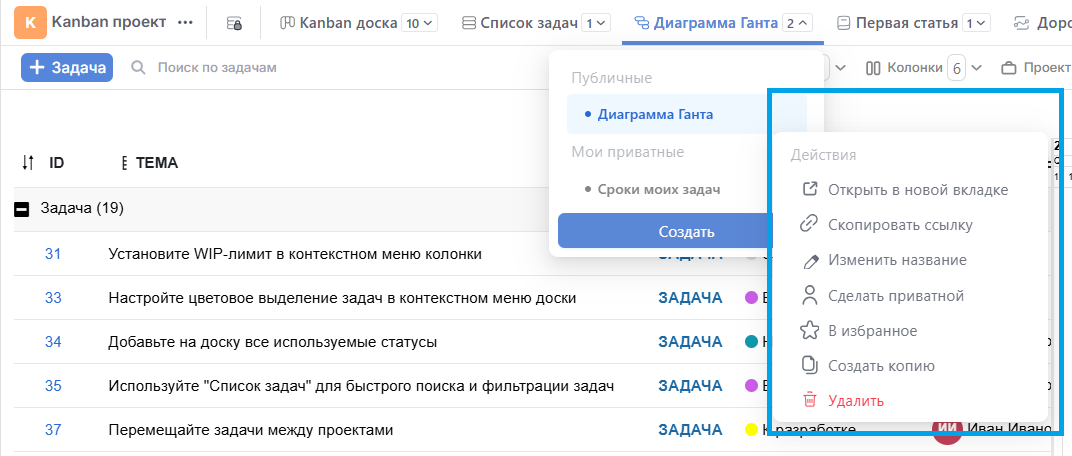 K Kanban проект ••• Kanban доска 10 Список задач 1 Диаграмма Ганта 2 Первая статья 1
+ Задача Поиск по задачам Колонки 6 Проект
Публичные
Диаграмма Ганта
Мои приватные
Сроки моих задач
Создать
Действия
Открыть в новой вкладке
Скопировать ссылку
Изменить название
Сделать приватной
В избранное
Создать копию
Удалить
ID ТЕМА
Задача (19)
31 Установите WIP-лимит в контекстном меню колонки ЗАДАЧА
33 Настройте цветовое выделение задач в контекстном меню доски ЗАДАЧА
34 Добавьте на доску все используемые статусы ЗАДАЧА
35 Используйте "Список задач" для быстрого поиска и фильтрации задач ЗАДАЧА
37 Перемещайте задачи между проектами ЗАДАЧА К разработке ИИ Иван Ивано